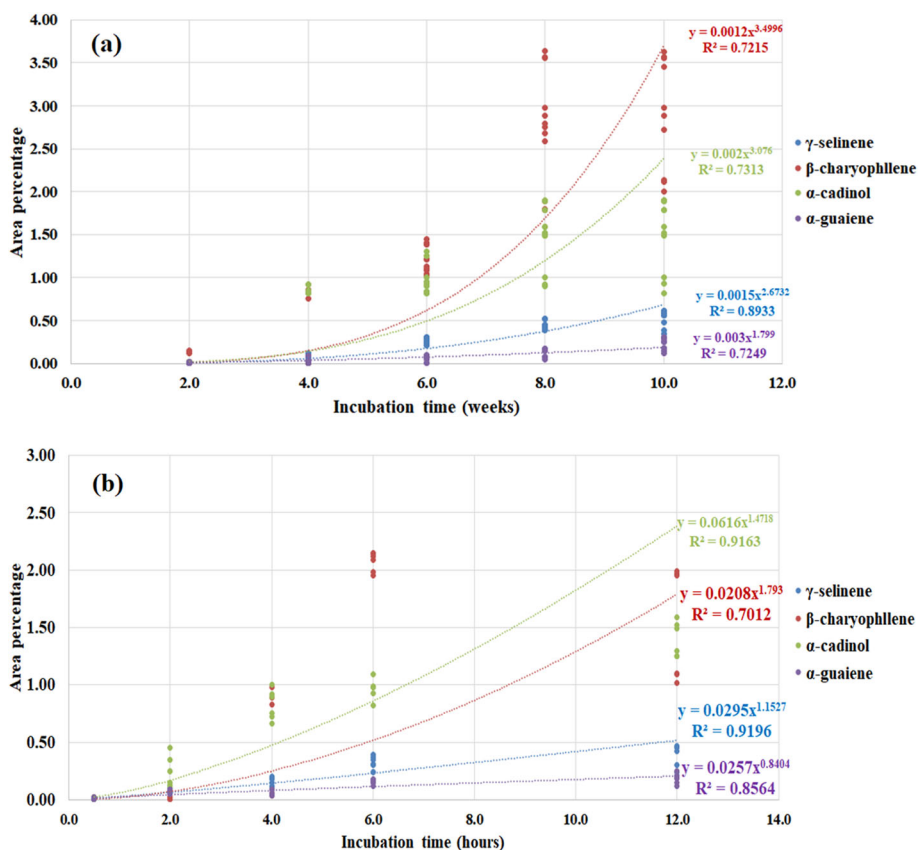 (a)
Area percentage
4.00
3.50
3.00
2.50
2.00
1.50
1.00
0.50
0.00
0.0 2.0 4.0 6.0 8.0 10.0 12.0
Incubation time (weeks)
y = 0.0012x^3.4996
R² = 0.7215
y = 0.002x^3.076
R² = 0.7313
y = 0.0015x^2.6732
R² = 0.8933
y = 0.003x^1.799
R² = 0.7249
γ-selinene
β-charyophllene
α-cadinol
α-guaiene
(b)
Area percentage
3.00
2.50
2.00
1.50
1.00
0.50
0.00
0.0 2.0 4.0 6.0 8.0 10.0 12.0 14.0
Incubation time (hours)
y = 0.0616x^1.4718
R² = 0.9163
y = 0.0208x^1.793
R² = 0.7012
y = 0.0295x^1.1527
R² = 0.9196
y = 0.0257x^0.8404
R² = 0.8564
γ-selinene
β-charyophllene
α-cadinol
α-guaiene